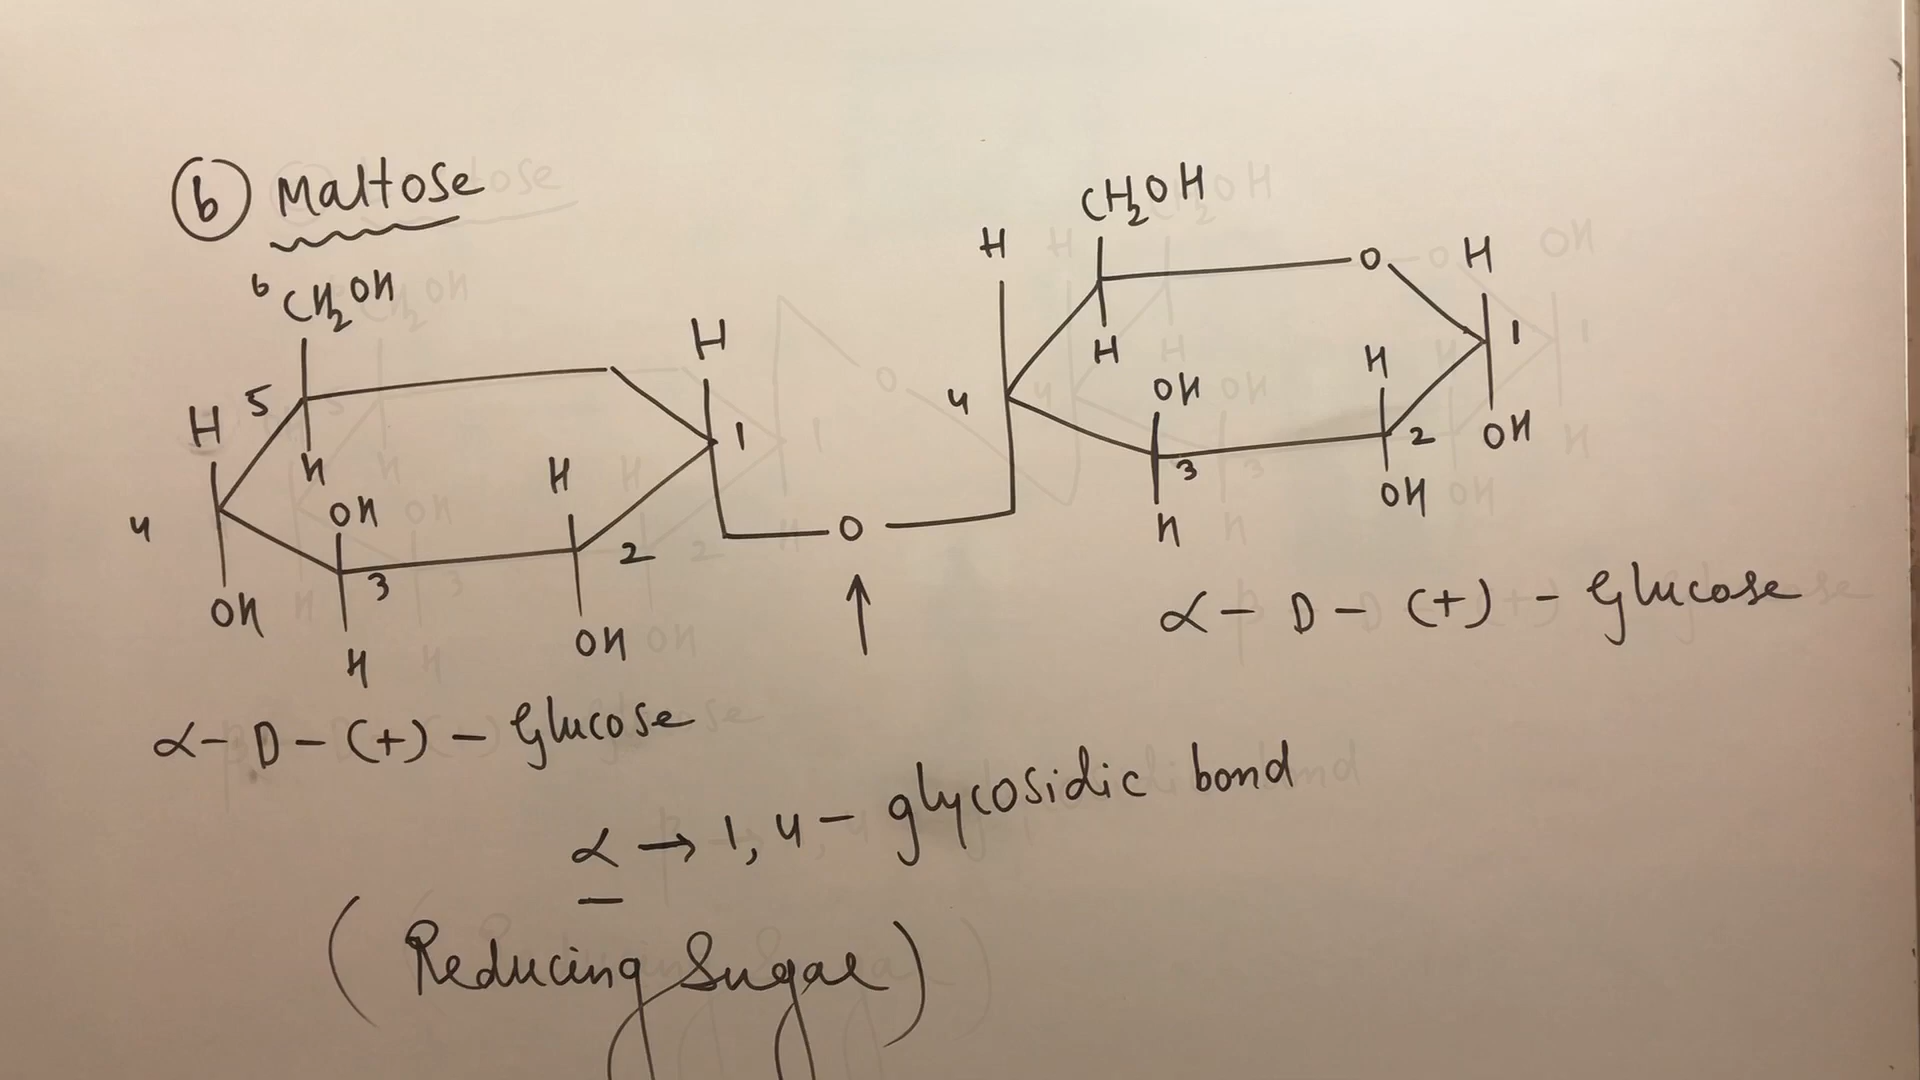 (b) Maltose
6 CH2OH
H 5 H
4 H OH
OH 3 H
H 2 OH
H 1
O
H CH2OH
4 H O H
OH H 1
3 H 2 OH
OH
α-D-(+)-Glucose
α-D-(+)-Glucose
α → 1,4-glycosidic bond
(Reducing Sugar)